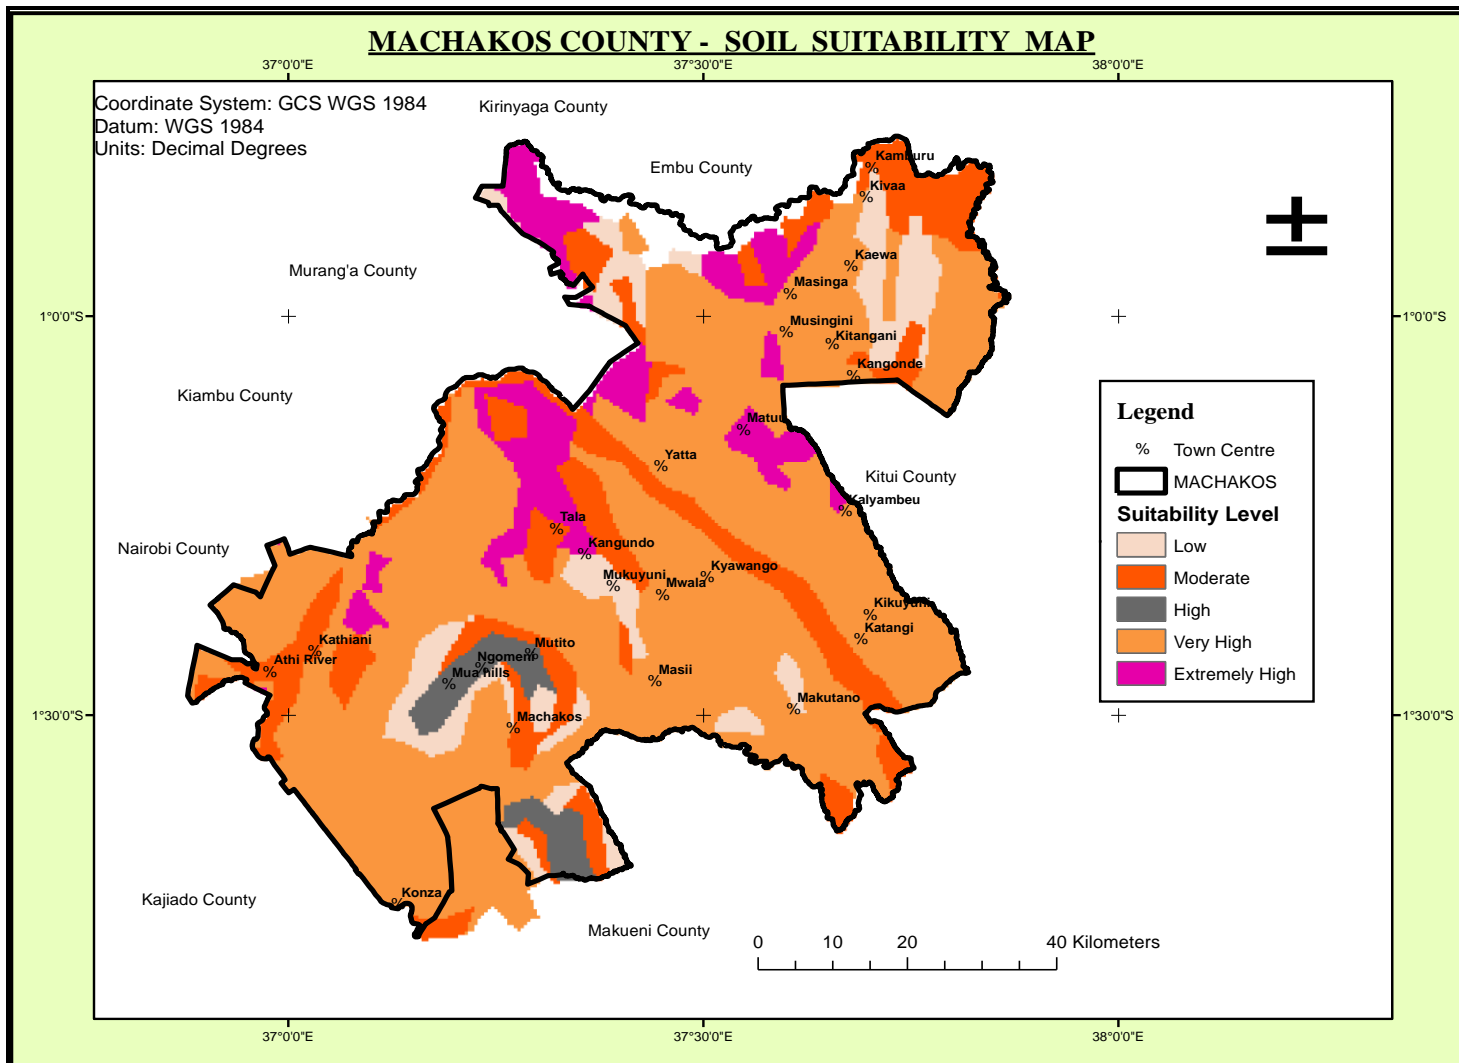 MACHAKOS COUNTY - SOIL SUITABILITY MAP
37°0'0"E
37°30'0"E
38°0'0"E
Coordinate System: GCS WGS 1984
Datum: WGS 1984
Units: Decimal Degrees
Kirinyaga County
Embu County
Kamburu
Kivaa
Murang'a County
Kaewa
Masinga
1°0'0"S
1°0'0"S
Musingini
Kitangani
Kangonde
Kiambu County
Matuu
Yatta
Kitui County
Kalyambeu
Tala
Nairobi County
Kangundo
Mukuyuni
Mwala
Kyawango
Kikuyuni
Katangi
Kathiani
Mutito
Athi River
Ngomeni
Mua hills
Masii
Makutano
Machakos
1°30'0"S
1°30'0"S
Konza
Kajiado County
Makueni County
Legend
% Town Centre
MACHAKOS
Suitability Level
Low
Moderate
High
Very High
Extremely High
0 10 20 40 Kilometers
37°0'0"E
37°30'0"E
38°0'0"E